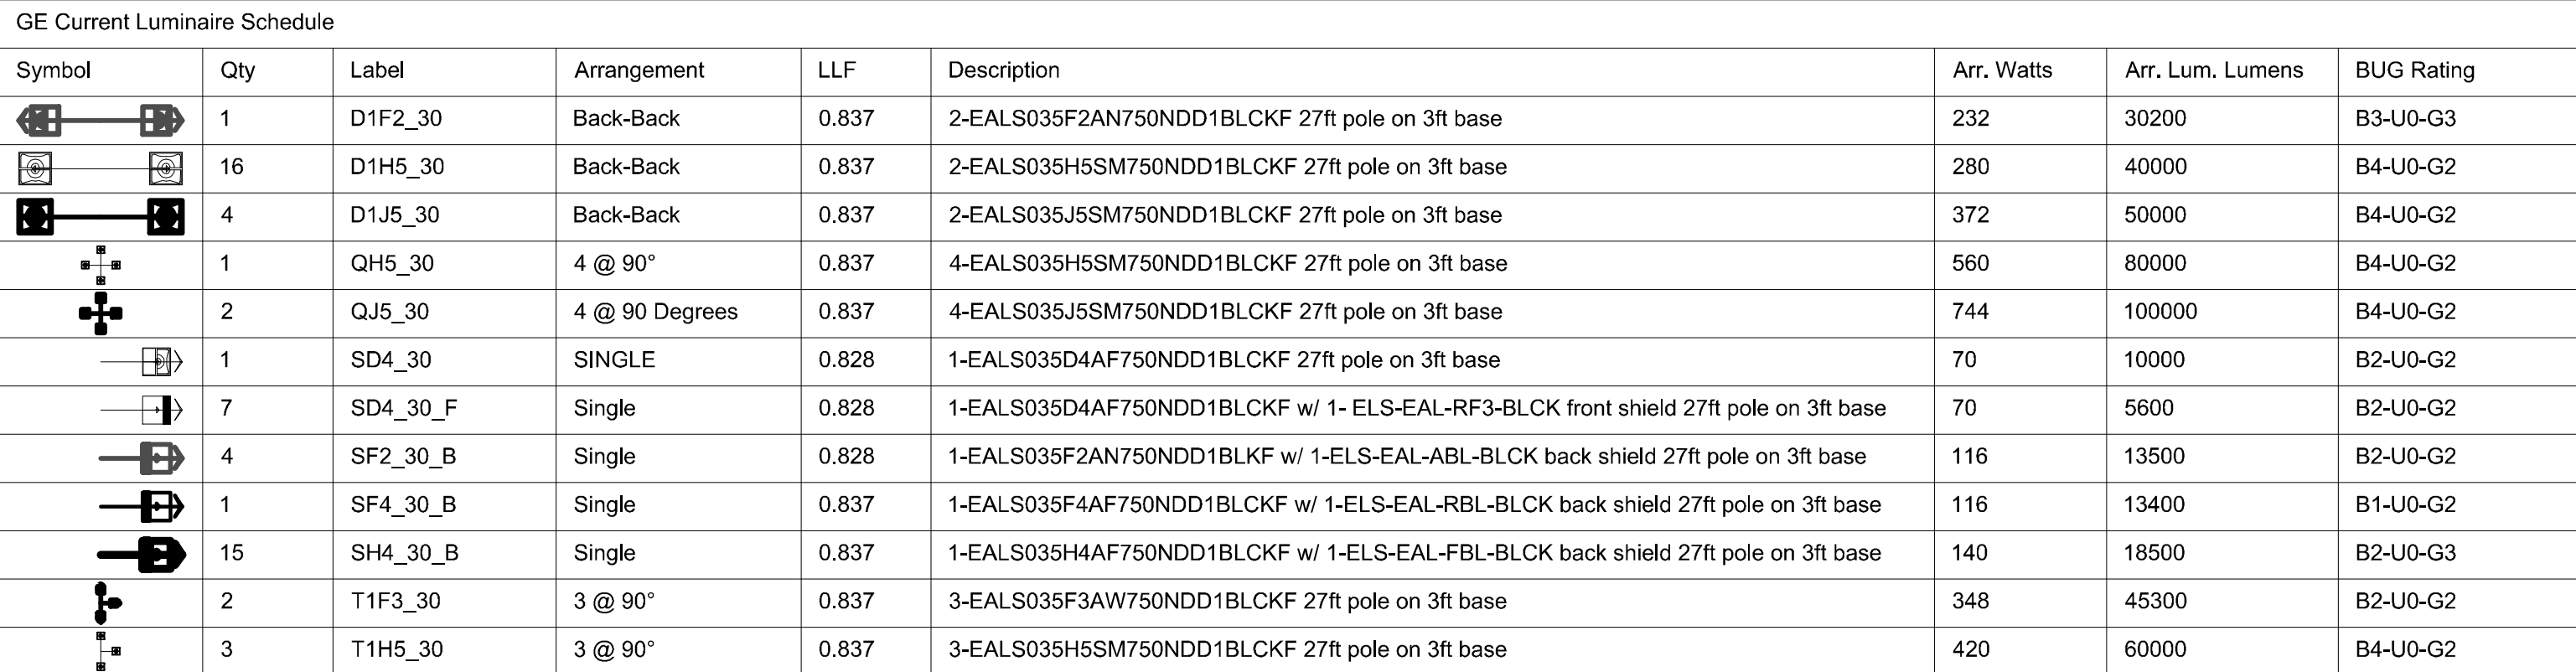 GE Current Luminaire Schedule
Symbol Qty Label Arrangement LLF Description Arr. Watts Arr. Lum. Lumens BUG Rating
1 D1F2_30 Back-Back 0.837 2-EALS035F2AN750NDD1BLCKF 27ft pole on 3ft base 232 30200 B3-U0-G3
16 D1H5_30 Back-Back 0.837 2-EALS035H5SM750NDD1BLCKF 27ft pole on 3ft base 280 40000 B4-U0-G2
4 D1J5_30 Back-Back 0.837 2-EALS035J5SM750NDD1BLCKF 27ft pole on 3ft base 372 50000 B4-U0-G2
1 QH5_30 4 @ 90° 0.837 4-EALS035H5SM750NDD1BLCKF 27ft pole on 3ft base 560 80000 B4-U0-G2
2 QJ5_30 4 @ 90 Degrees 0.837 4-EALS035J5SM750NDD1BLCKF 27ft pole on 3ft base 744 100000 B4-U0-G2
1 SD4_30 SINGLE 0.828 1-EALS035D4AF750NDD1BLCKF 27ft pole on 3ft base 70 10000 B2-U0-G2
7 SD4_30_F Single 0.828 1-EALS035D4AF750NDD1BLCKF w/ 1- ELS-EAL-RF3-BLCK front shield 27ft pole on 3ft base 70 5600 B2-U0-G2
4 SF2_30_B Single 0.828 1-EALS035F2AN750NDD1BLKF w/ 1-ELS-EAL-ABL-BLCK back shield 27ft pole on 3ft base 116 13500 B2-U0-G2
1 SF4_30_B Single 0.837 1-EALS035F4AF750NDD1BLCKF w/ 1-ELS-EAL-RBL-BLCK back shield 27ft pole on 3ft base 116 13400 B1-U0-G2
15 SH4_30_B Single 0.837 1-EALS035H4AF750NDD1BLCKF w/ 1-ELS-EAL-FBL-BLCK back shield 27ft pole on 3ft base 140 18500 B2-U0-G3
2 T1F3_30 3 @ 90° 0.837 3-EALS035F3AW750NDD1BLCKF 27ft pole on 3ft base 348 45300 B2-U0-G2
3 T1H5_30 3 @ 90° 0.837 3-EALS035H5SM750NDD1BLCKF 27ft pole on 3ft base 420 60000 B4-U0-G2